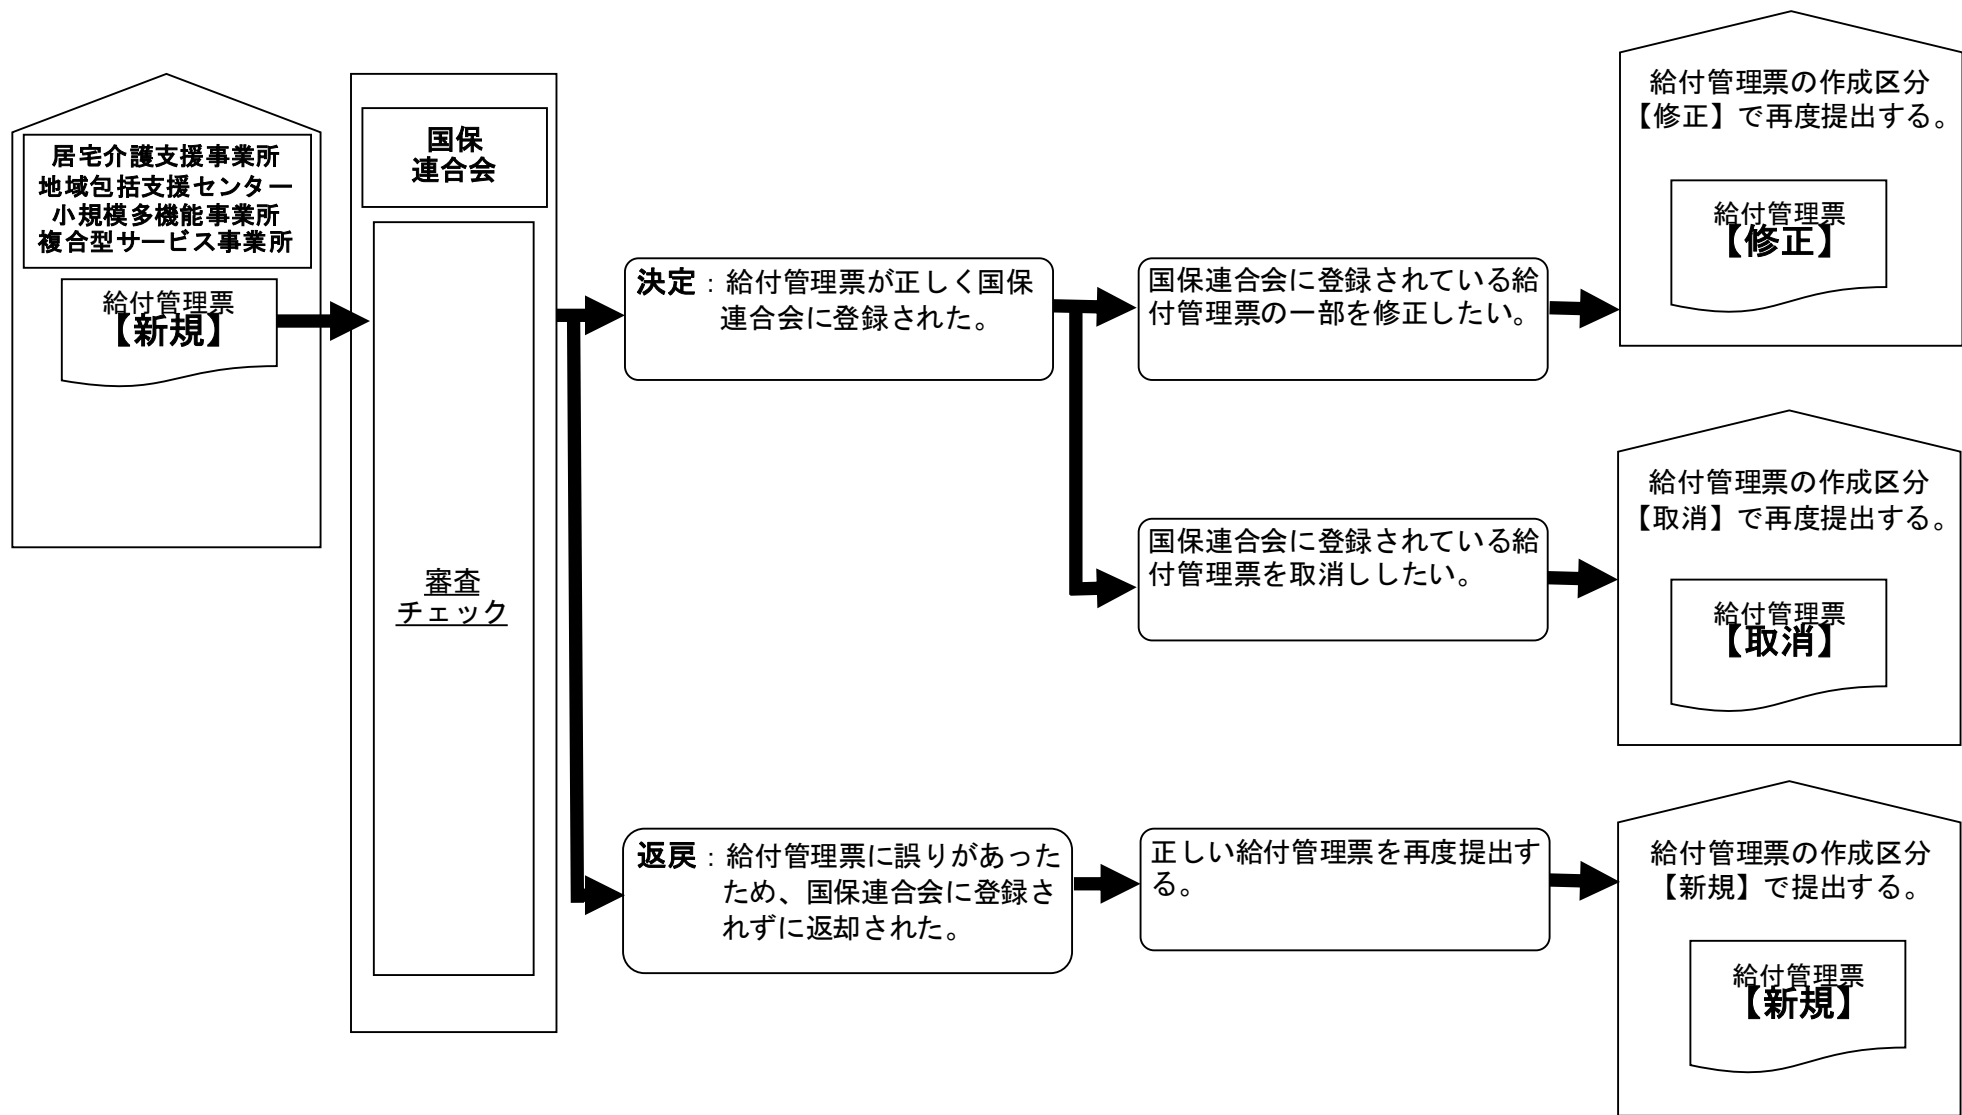 居宅介護支援事業所
地域包括支援センター
小規模多機能事業所
複合型サービス事業所
給付管理票
【新規】
国保
連合会
審査
チェック
決定：給付管理票が正しく国保
連合会に登録された。
国保連合会に登録されている給
付管理票の一部を修正したい。
給付管理票の作成区分
【修正】で再度提出する。
給付管理票
【修正】
国保連合会に登録されている給
付管理票を取消ししたい。
給付管理票の作成区分
【取消】で再度提出する。
給付管理票
【取消】
返戻：給付管理票に誤りがあった
ため、国保連合会に登録さ
れずに返却された。
正しい給付管理票を再度提出す
る。
給付管理票の作成区分
【新規】で提出する。
給付管理票
【新規】